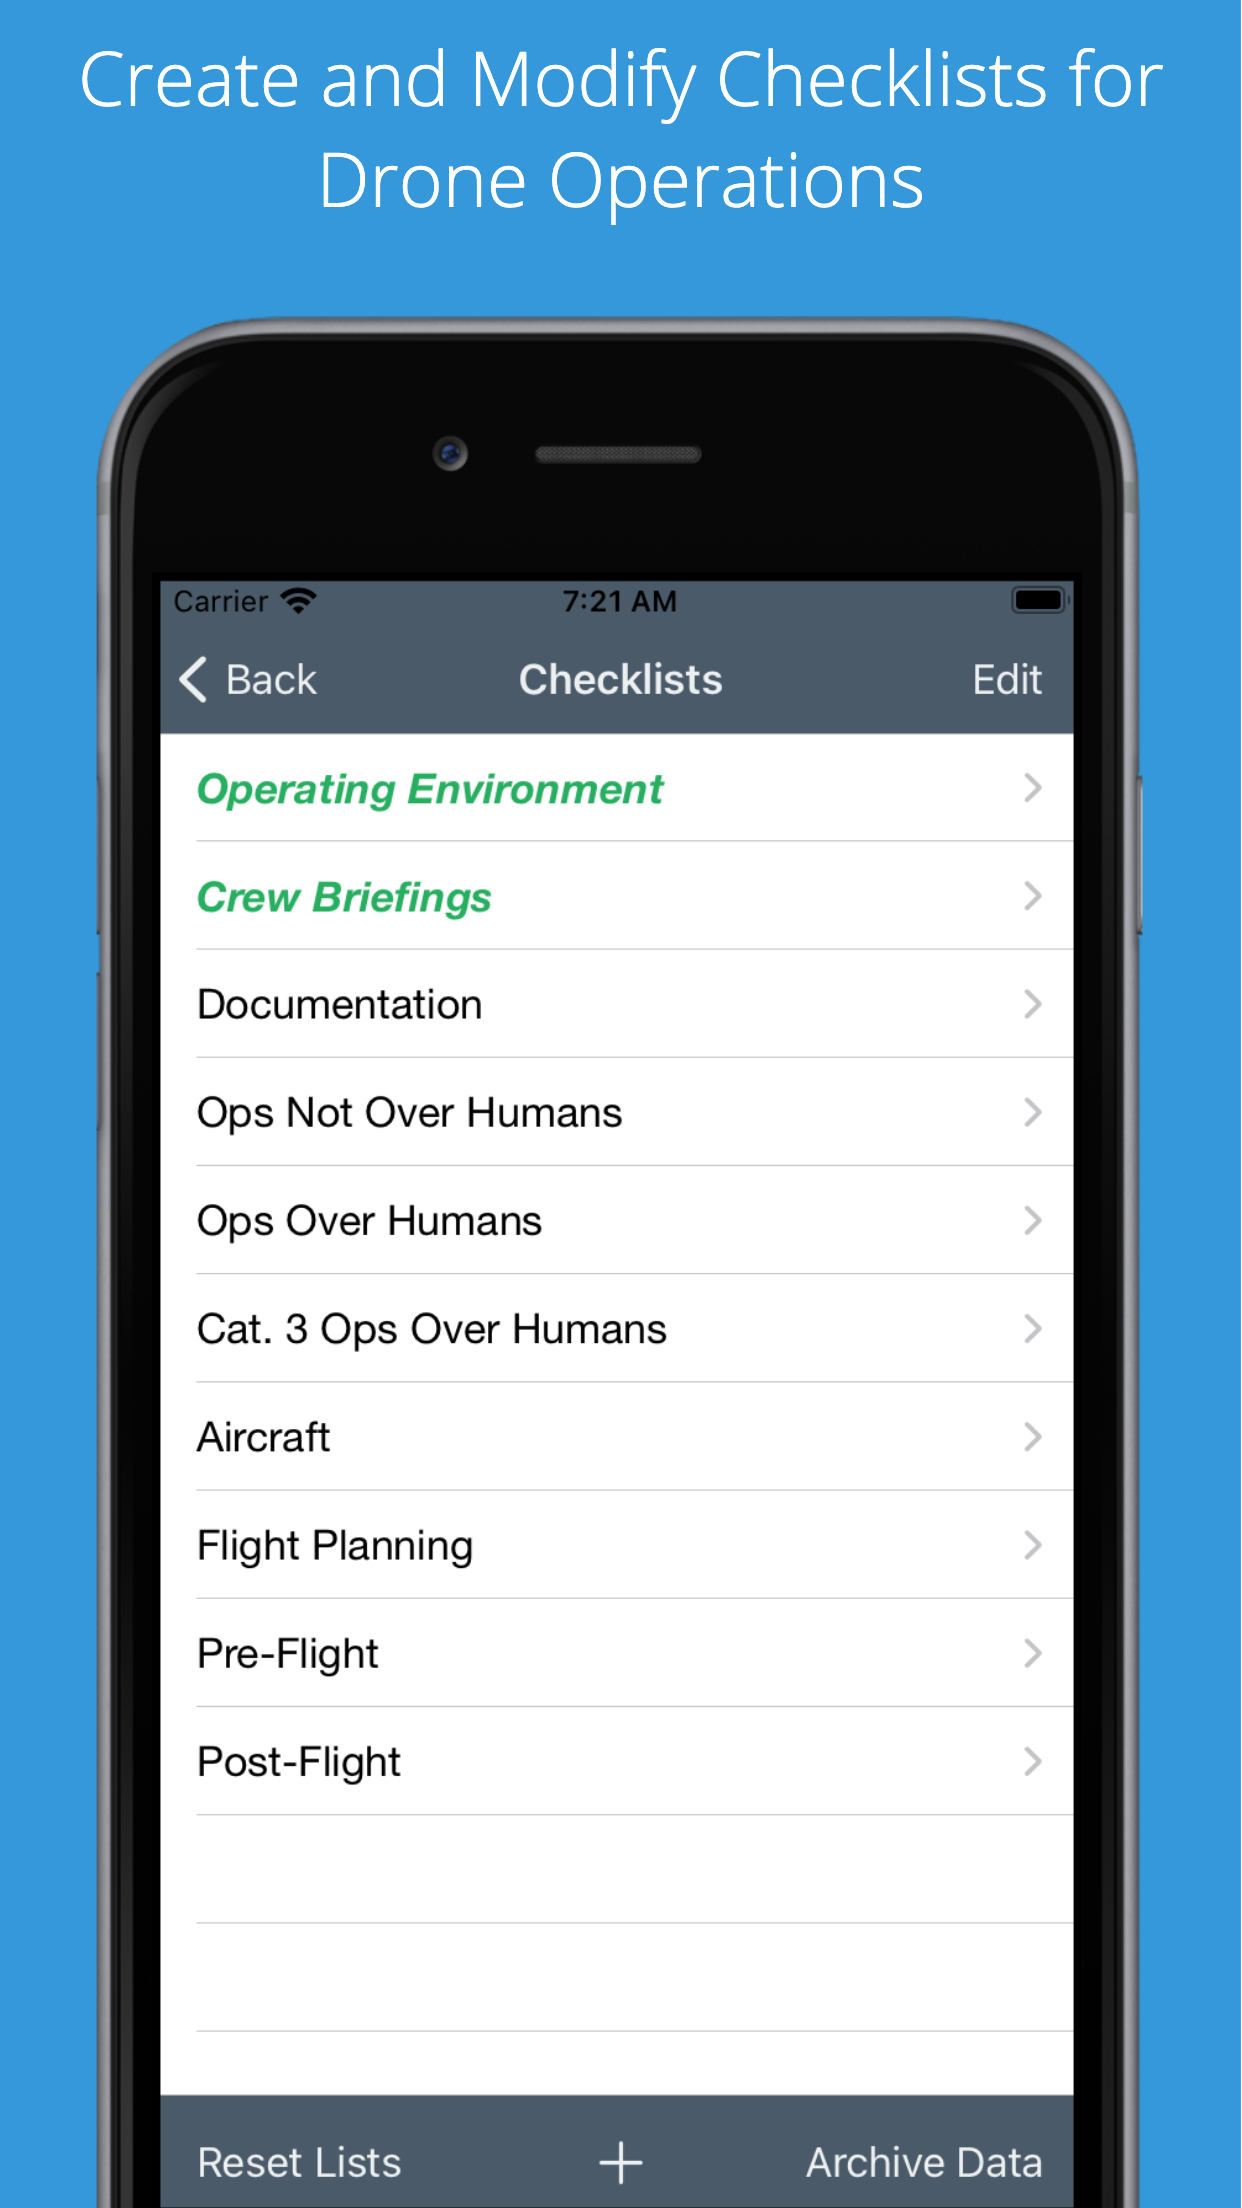 Create and Modify Checklists for
Drone Operations
Carrier 7:21 AM
Back Checklists Edit
Operating Environment
Crew Briefings
Documentation
Ops Not Over Humans
Ops Over Humans
Cat. 3 Ops Over Humans
Aircraft
Flight Planning
Pre-Flight
Post-Flight
Reset Lists + Archive Data